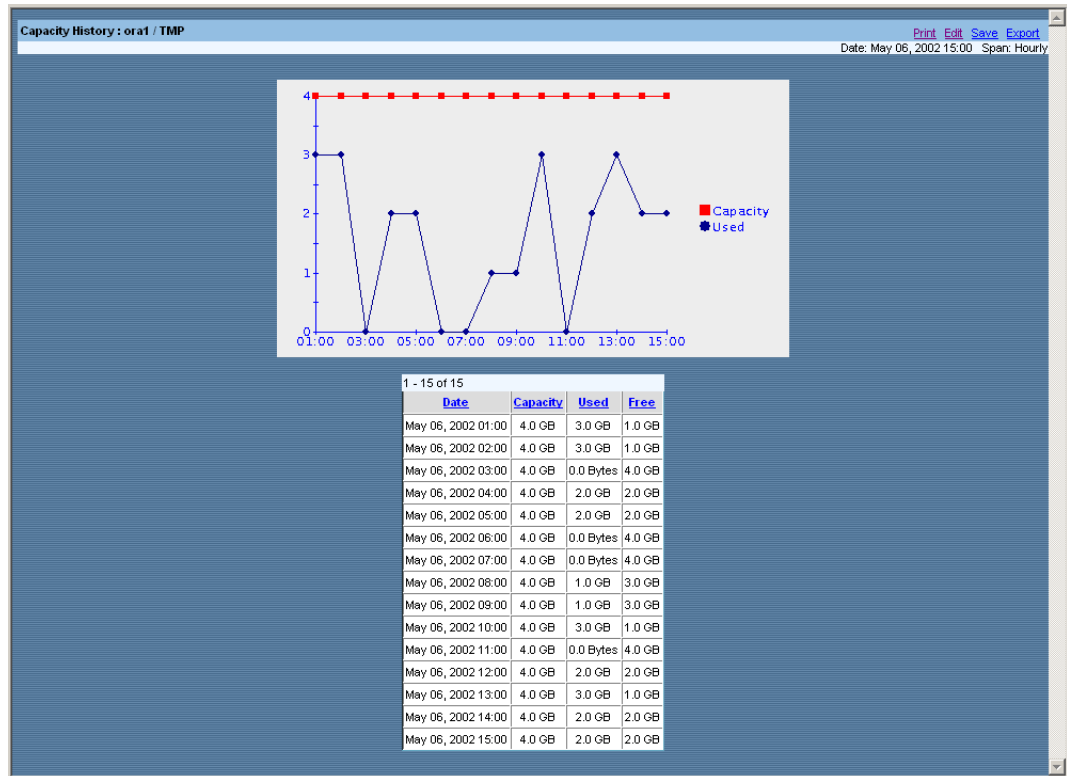 Capacity History : ora1 / TMP
Print Edit Save Export
Date: May 06, 2002 15:00 Span: Hourly
4
3
2
1
0
01:00 03:00 05:00 07:00 09:00 11:00 13:00 15:00
Capacity
Used
1 - 15 of 15
Date Capacity Used Free
May 06, 2002 01:00 4.0 GB 3.0 GB 1.0 GB
May 06, 2002 02:00 4.0 GB 3.0 GB 1.0 GB
May 06, 2002 03:00 4.0 GB 0.0 Bytes 4.0 GB
May 06, 2002 04:00 4.0 GB 2.0 GB 2.0 GB
May 06, 2002 05:00 4.0 GB 2.0 GB 2.0 GB
May 06, 2002 06:00 4.0 GB 0.0 Bytes 4.0 GB
May 06, 2002 07:00 4.0 GB 0.0 Bytes 4.0 GB
May 06, 2002 08:00 4.0 GB 1.0 GB 3.0 GB
May 06, 2002 09:00 4.0 GB 1.0 GB 3.0 GB
May 06, 2002 10:00 4.0 GB 3.0 GB 1.0 GB
May 06, 2002 11:00 4.0 GB 0.0 Bytes 4.0 GB
May 06, 2002 12:00 4.0 GB 2.0 GB 2.0 GB
May 06, 2002 13:00 4.0 GB 3.0 GB 1.0 GB
May 06, 2002 14:00 4.0 GB 2.0 GB 2.0 GB
May 06, 2002 15:00 4.0 GB 2.0 GB 2.0 GB